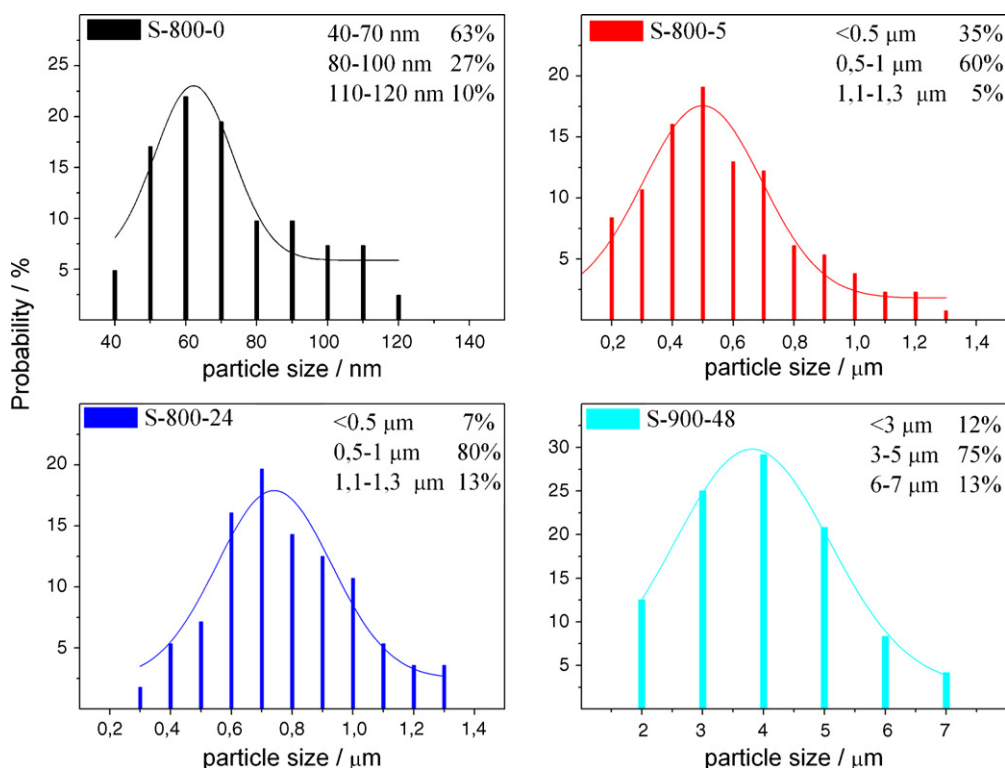 Probability / %
S-800-0
40-70 nm 63%
80-100 nm 27%
110-120 nm 10%
20
15
10
5
40 60 80 100 120 140
particle size / nm
S-800-5
<0.5 μm 35%
0,5-1 μm 60%
1,1-1,3 μm 5%
20
15
10
5
0,2 0,4 0,6 0,8 1,0 1,2 1,4
particle size / μm
S-800-24
<0.5 μm 7%
0,5-1 μm 80%
1,1-1,3 μm 13%
20
15
10
5
0,2 0,4 0,6 0,8 1,0 1,2 1,4
particle size / μm
S-900-48
<3 μm 12%
3-5 μm 75%
6-7 μm 13%
30
25
20
15
10
5
2 3 4 5 6 7
particle size / μm